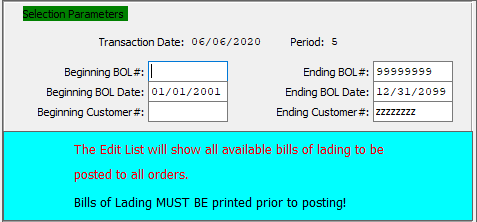 Selection Parameters
Transaction Date: 06/06/2020 Period: 5
Beginning BOL#: Ending BOL#: 99999999
Beginning BOL Date: 01/01/2001 Ending BOL Date: 12/31/2099
Beginning Customer#: Ending Customer#: zzzzzzzz
The Edit List will show all available bills of lading to be
posted to all orders.
Bills of Lading MUST BE printed prior to posting!